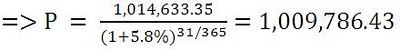 => P = 1,014,633.35 / (1+5.8%)^31/365 = 1,009,786.43